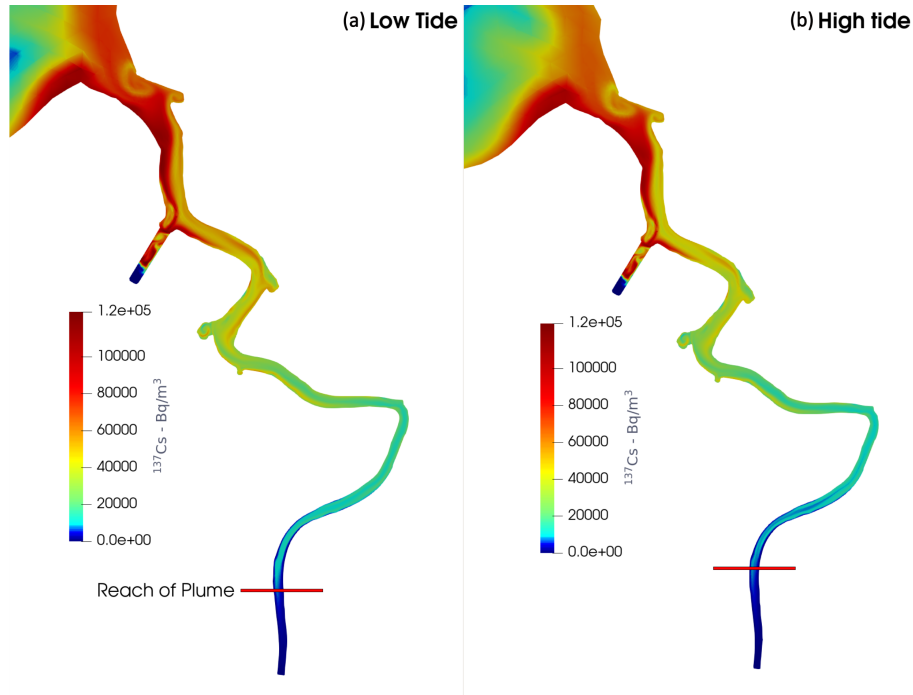 (a) Low Tide
1.2e+05
100000
80000
60000
40000
20000
0.0e+00
¹³⁷Cs - Bq/m³
Reach of Plume
(b) High tide
1.2e+05
100000
80000
60000
40000
20000
0.0e+00
¹³⁷Cs - Bq/m³